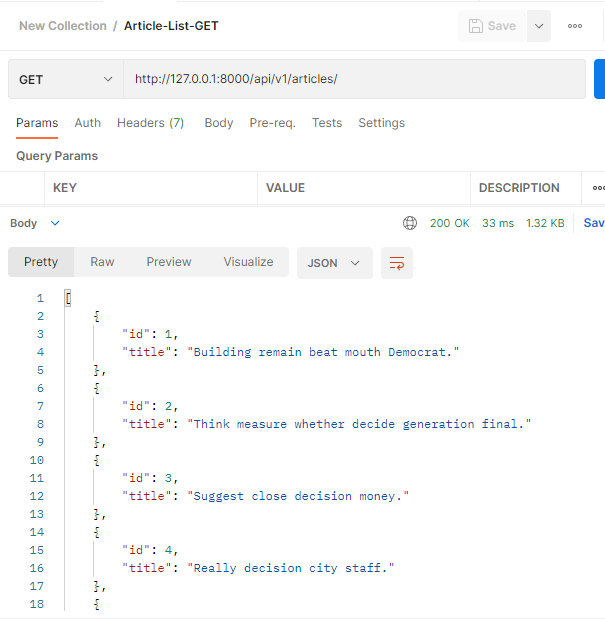 New Collection / Article-List-GET Save
GET http://127.0.0.1:8000/api/v1/articles/
Params Auth Headers (7) Body Pre-req. Tests Settings
Query Params
KEY VALUE DESCRIPTION
Body 200 OK 33 ms 1.32 KB Sav
Pretty Raw Preview Visualize JSON
1 [
2 {
3 "id": 1,
4 "title": "Building remain beat mouth Democrat."
5 },
6 {
7 "id": 2,
8 "title": "Think measure whether decide generation final."
9 },
10 {
11 "id": 3,
12 "title": "Suggest close decision money."
13 },
14 {
15 "id": 4,
16 "title": "Really decision city staff."
17 },
18 {